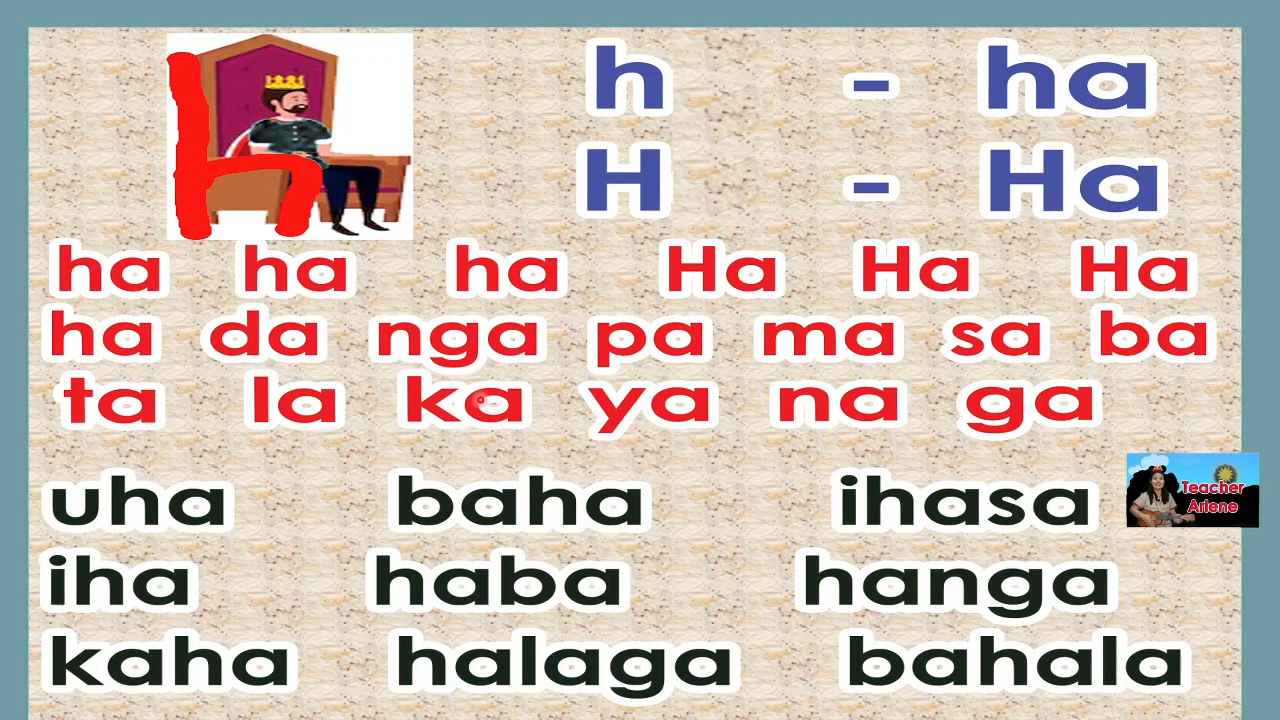 h
h - ha
H - Ha
ha ha ha Ha Ha Ha
ha da nga pa ma sa ba
ta la ka ya na ga
uha baha ihasa
Teacher
Arlene
iha haba hanga
kaha halaga bahala